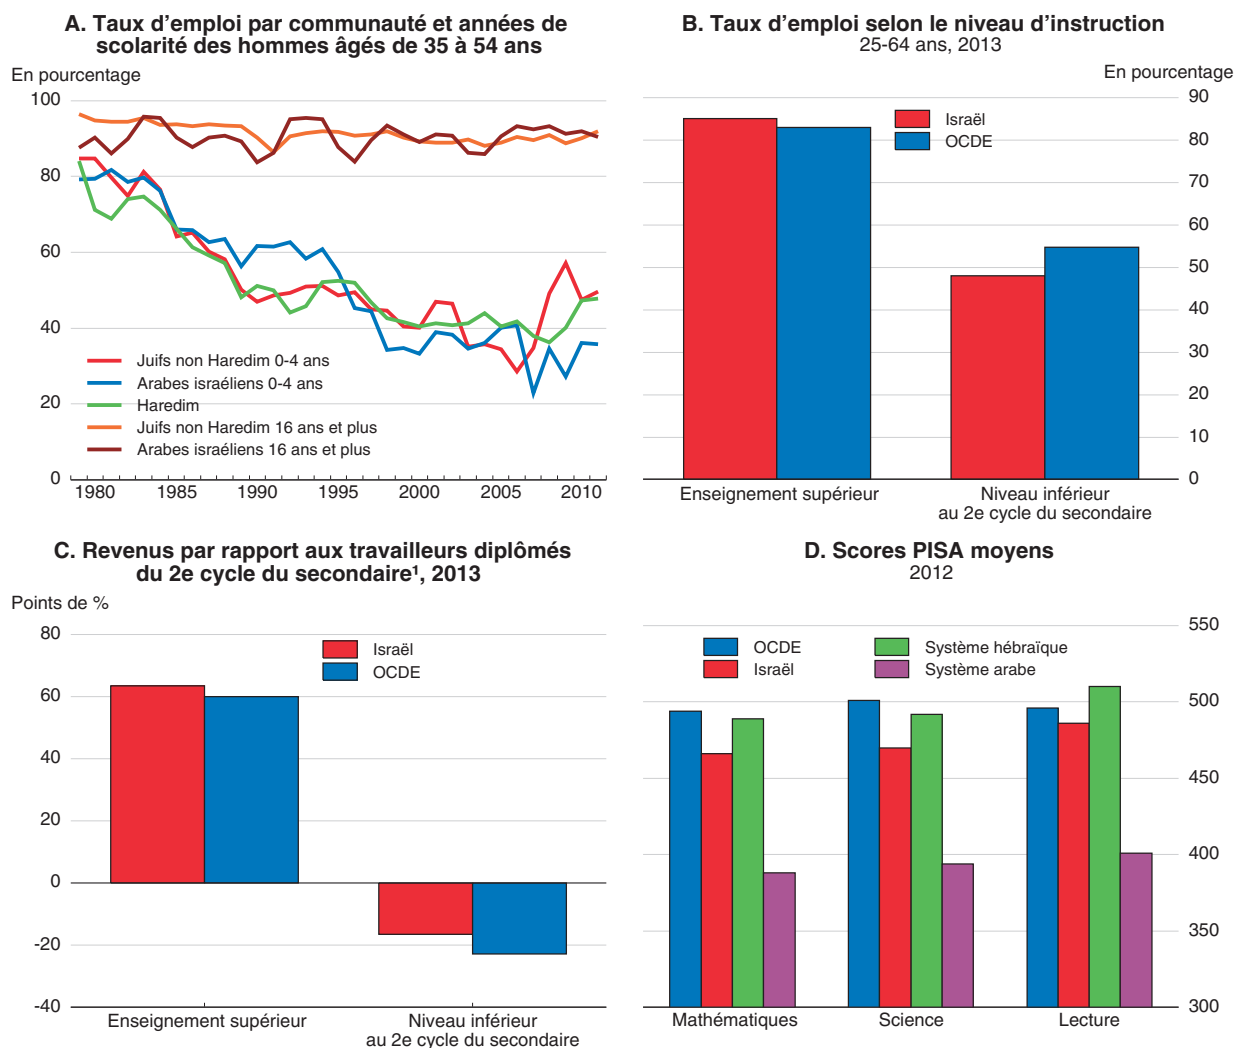 A. Taux d'emploi par communauté et années de
scolarité des hommes âgés de 35 à 54 ans
En pourcentage
100
80
60
40
20
0
Juifs non Haredim 0-4 ans
Arabes israéliens 0-4 ans
Haredim
Juifs non Haredim 16 ans et plus
Arabes israéliens 16 ans et plus
1980 1985 1990 1995 2000 2005 2010
B. Taux d'emploi selon le niveau d'instruction
25-64 ans, 2013
En pourcentage
90
80
70
60
50
40
30
20
10
0
Israël
OCDE
Enseignement supérieur
Niveau inférieur
au 2e cycle du secondaire
C. Revenus par rapport aux travailleurs diplômés
du 2e cycle du secondaire¹, 2013
Points de %
80
60
40
20
0
-20
-40
Israël
OCDE
Enseignement supérieur
Niveau inférieur
au 2e cycle du secondaire
D. Scores PISA moyens
2012
550
500
450
400
350
300
OCDE
Israël
Système hébraïque
Système arabe
Mathématiques Science Lecture